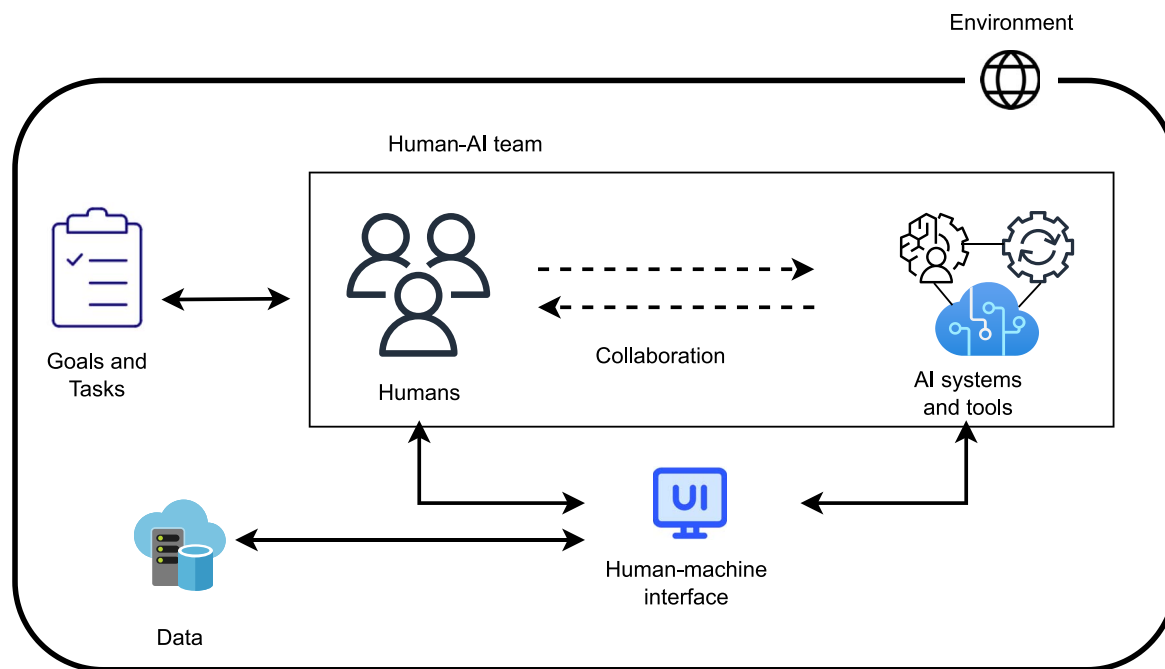 Environment
Human-AI team
Goals and
Tasks
Humans
Collaboration
AI systems
and tools
UI
Human-machine
interface
Data